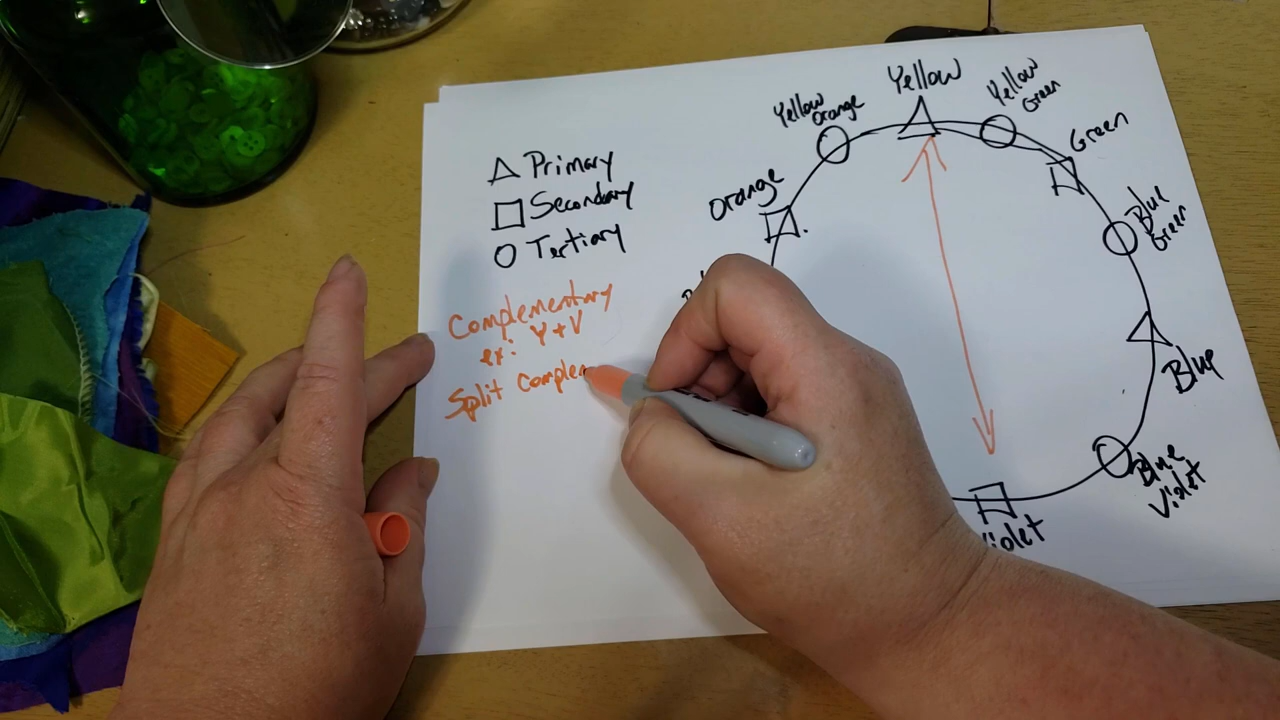 Primary
Secondary
Tertiary
Complementary
ex: Y + V
Split Complem
Yellow
Yellow
Orange
Yellow
Green
Orange
Green
Blue
Green
Blue
Blue
Violet
Violet